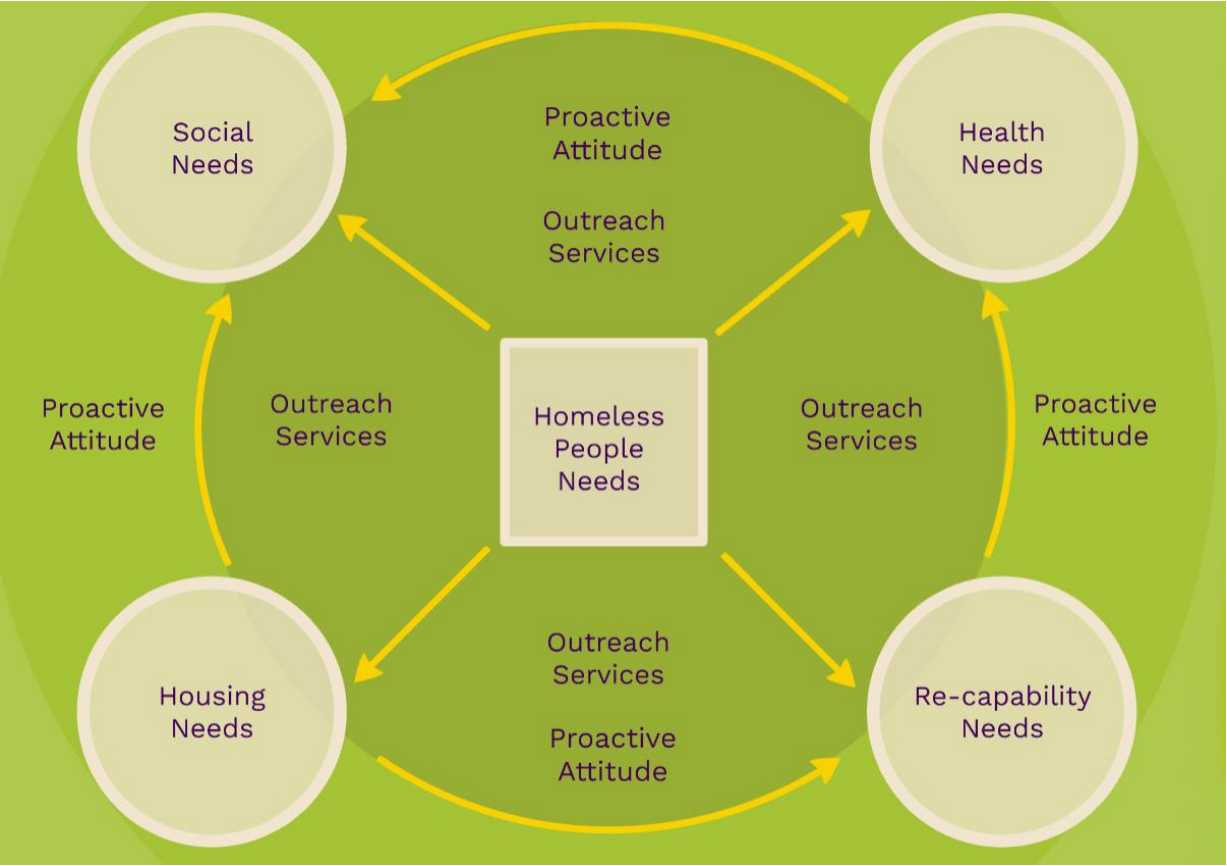 Social
Needs
Proactive
Attitude
Health
Needs
Outreach
Services
Proactive
Attitude
Outreach
Services
Homeless
People
Needs
Outreach
Services
Proactive
Attitude
Outreach
Services
Housing
Needs
Proactive
Attitude
Re-capability
Needs